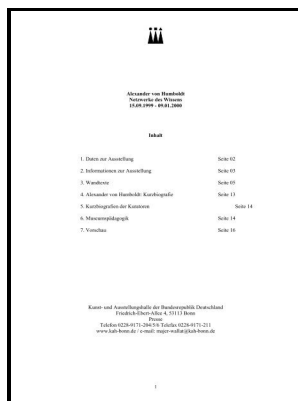 Alexander von Humboldt
Netzwerke des Wissens
15.09.1999 - 09.01.2000
Inhalt
1. Daten zur Ausstellung Seite 02
2. Informationen zur Ausstellung Seite 03
3. Wandtexte Seite 05
4. Alexander von Humboldt: Kurzbiografie Seite 13
5. Kurzbiografien der Kuratoren Seite 14
6. Museumspädagogik Seite 14
7. Vorschau Seite 16
Kunst- und Ausstellungshalle der Bundesrepublik Deutschland
Friedrich-Ebert-Allee 4, 53113 Bonn
Presse
Telefon 0228-9171-204/5/6 Telefax 0228-9171-211
www.kah-bonn.de / e-mail: majer-wallat@kah-bonn.de
1